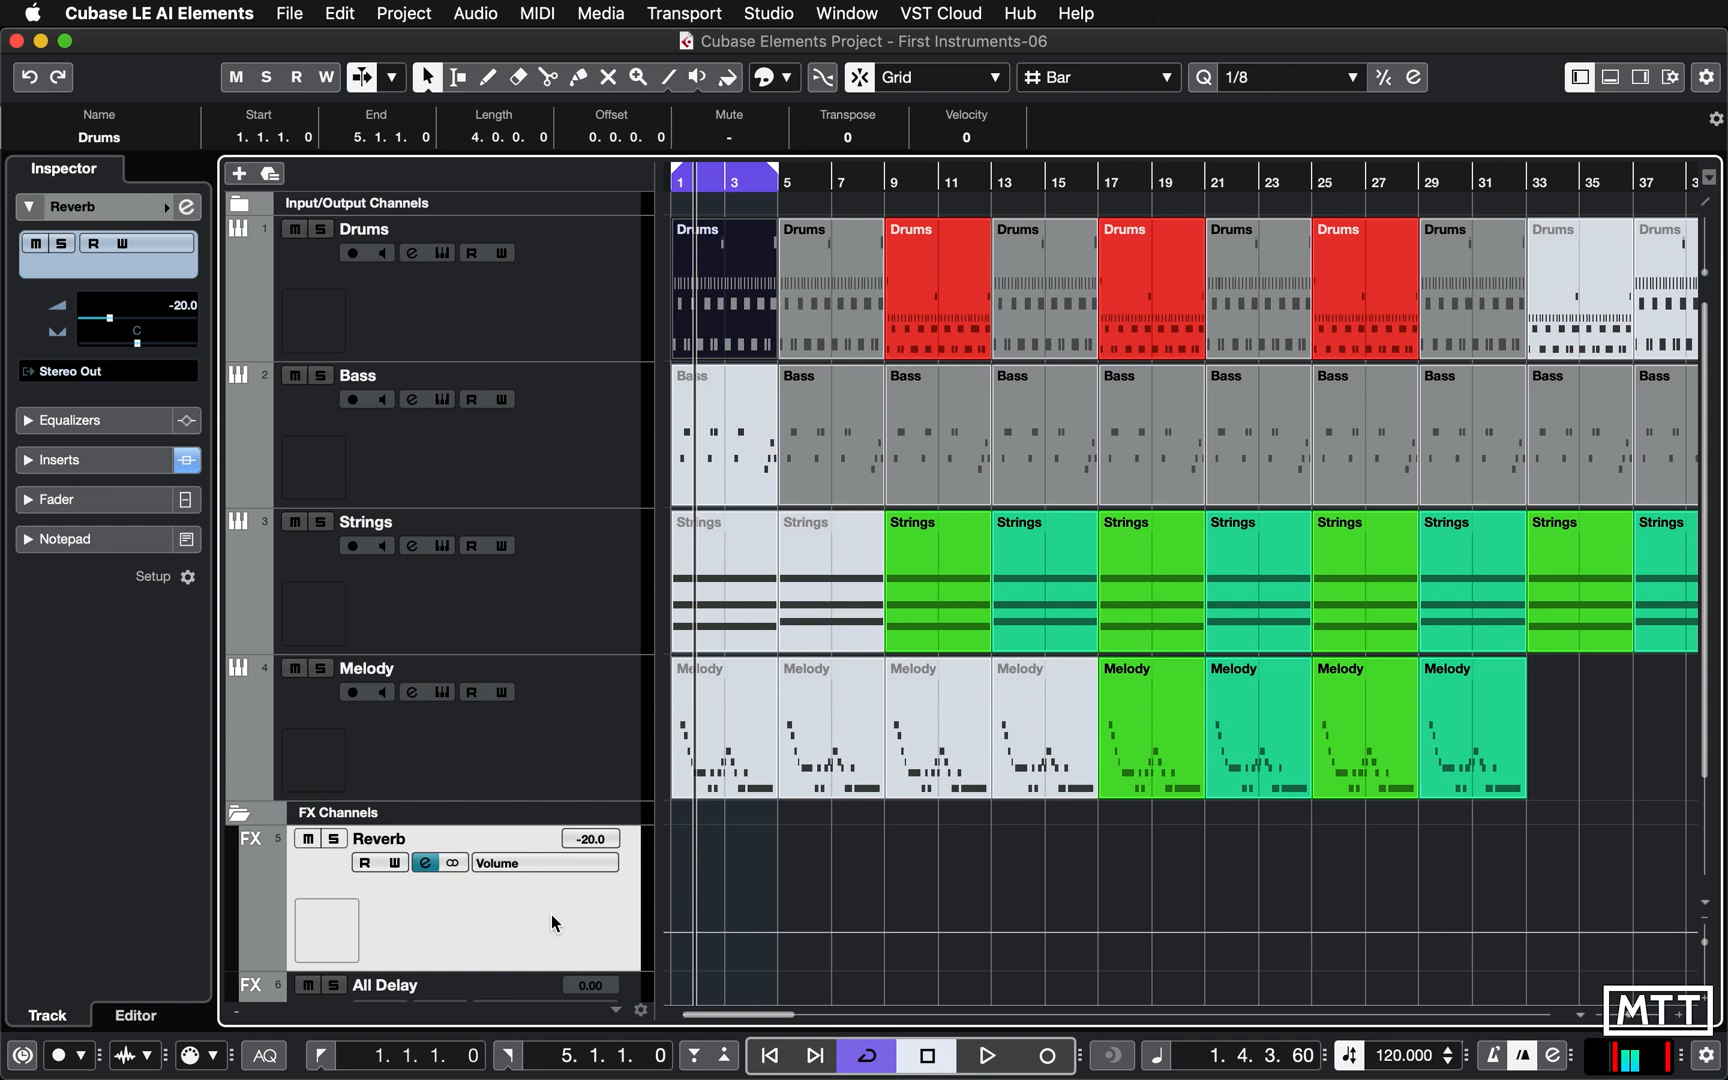 Cubase LE AI Elements File Edit Project Audio MIDI Media Transport Studio Window VST Cloud Hub Help
Cubase Elements Project - First Instruments-06
M S R W Grid Bar Q 1/8
Name Start End Length Offset Mute Transpose Velocity
Drums 1. 1. 1. 0 5. 1. 1. 0 4. 0. 0. 0 0. 0. 0. 0 - 0 0
Inspector
Reverb e
m S R W
-20.0
C
Stereo Out
Equalizers
Inserts
Fader
Notepad
Setup
Track Editor
1 3 5 7 9 11 13 15 17 19 21 23 25 27 29 31 33 35 37 3
Input/Output Channels
1 m S Drums
e R W
Drums Drums Drums Drums Drums Drums Drums Drums Drums Drums
2 m S Bass
e R W
Bass Bass Bass Bass Bass Bass Bass Bass Bass Bass
3 m S Strings
e R W
Strings Strings Strings Strings Strings Strings Strings Strings Strings Strings
4 m S Melody
e R W
Melody Melody Melody Melody Melody Melody Melody Melody
FX Channels
FX 5 m S Reverb -20.0
R W e Volume
FX 6 m S All Delay 0.00
MTT
AQ 1. 1. 1. 0 5. 1. 1. 0 1. 4. 3. 60 120.000